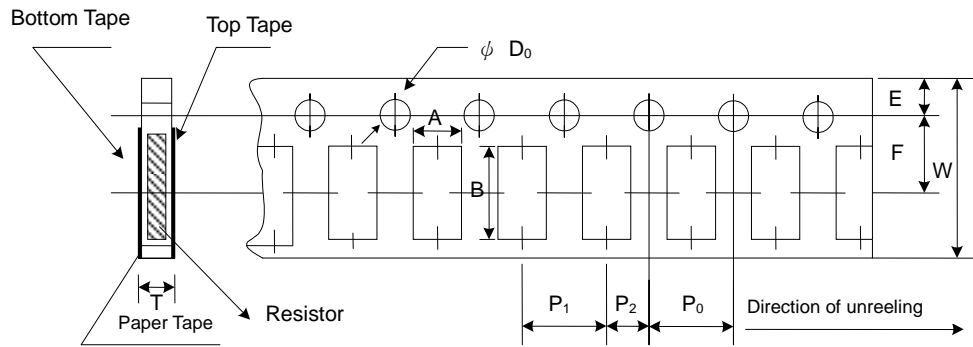 Bottom Tape
Top Tape
ψ D0
E
A
F
W
B
T
P1
P2
P0
Direction of unreeling
Resistor
Paper Tape